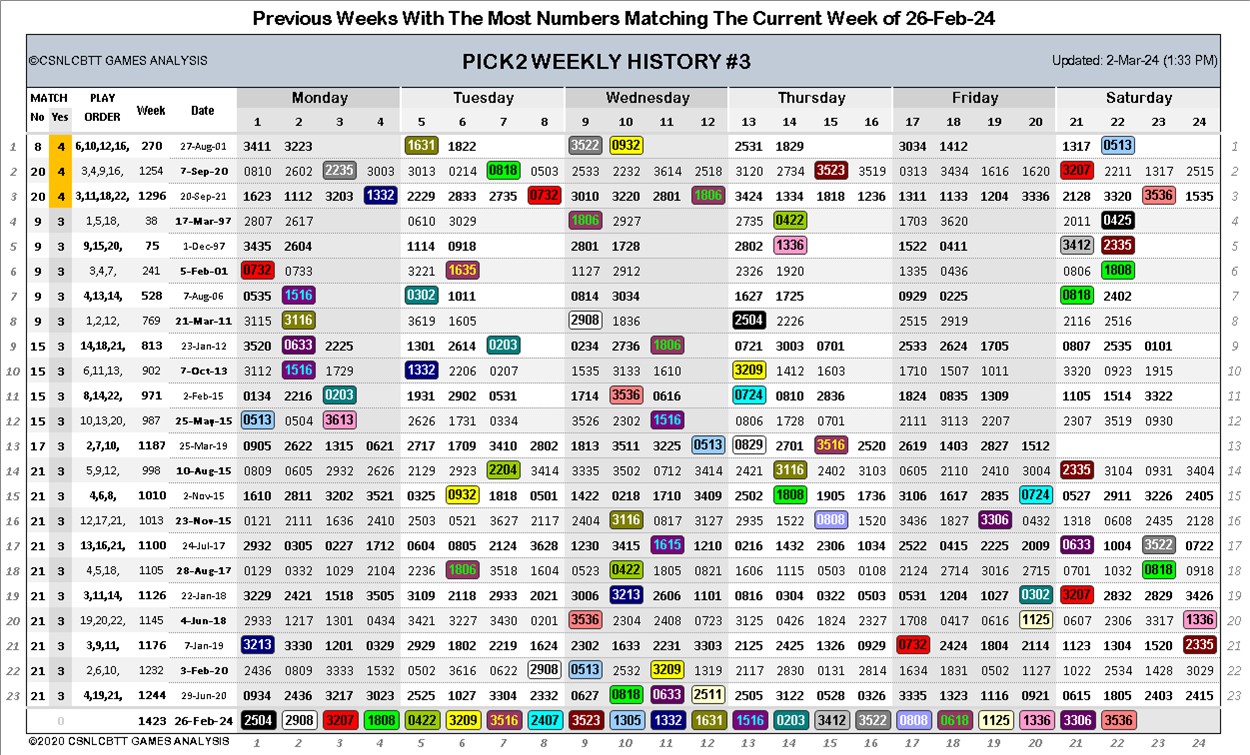 Previous Weeks With The Most Numbers Matching The Current Week of 26-Feb-24
©CSNLCBTT GAMES ANALYSIS PICK2 WEEKLY HISTORY #3 Updated: 2-Mar-24 (1:33 PM)
MATCH PLAY Week Date Monday Tuesday Wednesday Thursday Friday Saturday
No Yes ORDER 1 2 3 4 5 6 7 8 9 10 11 12 13 14 15 16 17 18 19 20 21 22 23 24
1 8 4 6,10,12,16, 270 27-Aug-01 3411 3223 1631 1822 3522 0932 2531 1829 3034 1412 1317 0513 1
2 20 4 3,4,9,16, 1254 7-Sep-20 0810 2602 2235 4003 3013 0214 0818 0503 2533 2232 3614 2518 3120 2734 3523 3519 0313 3434 1616 1620 3207 2211 1317 2515 2
3 20 4 3,11,18,22, 1296 20-Sep-21 1623 1112 3203 1332 2229 2833 2735 0732 3010 3220 2801 1806 3424 1334 1818 1236 1311 1133 1204 3336 2128 3320 3536 1535 3
4 9 3 1,5,18, 38 17-Mar-97 2807 2617 0610 3029 1806 2927 2734 0422 1703 3620 2011 0425 4
5 9 3 9,15,20, 75 1-Dec-97 3435 2604 1114 0918 2801 1728 2802 1336 1522 0411 3412 2335 5
6 9 3 3,4,7, 241 5-Feb-01 0732 0733 3221 1635 1127 2912 2326 1920 1335 0436 0806 1808 6
7 9 3 4,13,14, 528 7-Aug-06 0535 1516 0302 1011 0814 3034 1627 1725 0929 0225 0818 2402 7
8 9 3 1,2,12, 769 21-Mar-11 3115 3116 3619 1605 2908 1836 2504 2226 2515 2919 2116 2516 8
9 15 3 14,18,21, 813 23-Jan-12 3520 0633 2225 1301 2614 0203 0234 2736 1806 0721 3003 0701 2533 2624 1705 0807 2535 0101 9
10 15 3 6,11,13, 902 7-Oct-13 3112 1516 1729 1332 2206 0207 1535 3133 1610 3209 1412 1603 1710 1507 1011 3320 0923 1915 10
11 15 3 8,14,22, 971 2-Feb-15 0134 2216 0203 1931 2902 0531 1714 3536 0616 0724 0810 2836 1824 0835 1309 1105 1514 3322 11
12 15 3 10,13,20, 987 25-May-15 0513 0504 3613 2626 1731 0334 3526 2302 1516 0806 1728 0701 2111 3113 2207 2307 3519 0930 12
13 17 3 2,7,10, 1187 25-Mar-19 0905 2622 1315 0621 2717 1709 3410 2802 1813 3511 3225 0513 0829 2701 3516 2520 2619 1403 2827 1512 13
14 21 3 5,9,12, 998 10-Aug-15 0809 0605 2932 2626 2129 2923 2204 3414 3335 3502 0712 3414 2421 3116 2402 3103 0605 2110 2410 3004 2335 3104 0931 3404 14
15 21 3 4,6,8, 1010 2-Nov-15 1610 2811 3202 3521 0325 0932 1818 0501 1422 0218 1710 3409 2502 1808 1905 1736 3106 1617 2835 0724 0527 2911 3226 2405 15
16 21 3 12,17,21, 1013 23-Nov-15 0121 2111 1636 2410 2503 0521 3627 2117 2404 3116 0817 3127 2935 1522 0808 1520 3436 1827 3306 0432 1318 0608 2435 2128 16
17 21 3 13,16,21, 1100 24-Jul-17 2932 0305 0227 1712 0604 0805 2124 3628 1230 3415 1615 1210 0216 1432 2306 1034 2522 0415 2225 2009 0633 1004 3522 0722 17
18 21 3 4,5,18, 1105 28-Aug-17 0129 0332 1029 2104 2236 1806 3518 1604 0523 0422 1805 0821 1606 1115 0503 0108 2124 3014 3016 2715 0701 1032 0818 0918 18
19 21 3 3,11,14, 1126 22-Jan-18 3229 2421 1518 3505 3109 2118 2933 2021 3006 3213 2606 1101 0816 0304 0322 0503 0531 1204 1027 0302 3207 2832 2829 3426 19
20 21 3 19,20,22, 1145 4-Jun-18 2933 1217 1301 0434 3421 3227 3430 0201 3536 2304 2408 0723 3125 0426 1824 2327 1708 0417 0616 1125 0607 2306 3317 1336 20
21 21 3 3,9,11, 1176 7-Jan-19 3213 3330 1201 0329 2929 1802 2219 1624 2302 1633 2231 3303 2125 2425 1326 0929 0732 2424 1804 2114 1123 1304 1520 2335 21
22 21 3 2,6,10, 1232 3-Feb-20 2436 0809 3333 1532 0502 3616 0622 2908 0513 2532 3209 1319 2117 2830 0131 2814 1634 1831 0502 1127 1022 2534 1428 3029 22
23 21 3 4,19,21, 1244 29-Jun-20 0934 2436 3217 3023 2525 1027 3304 2332 0627 0818 0633 2511 2505 3122 0528 0326 3335 1323 1116 0921 0615 1805 2403 2415 23
0 1423 26-Feb-24 2504 2908 3207 1808 0422 3209 3516 2407 3523 1305 1332 1631 1516 0203 3412 3522 0808 0618 1125 1336 3306 3536
©2020 CSNLCBTT GAMES ANALYSIS 1 2 3 4 5 6 7 8 9 10 11 12 13 14 15 16 17 18 19 20 21 22 23 24